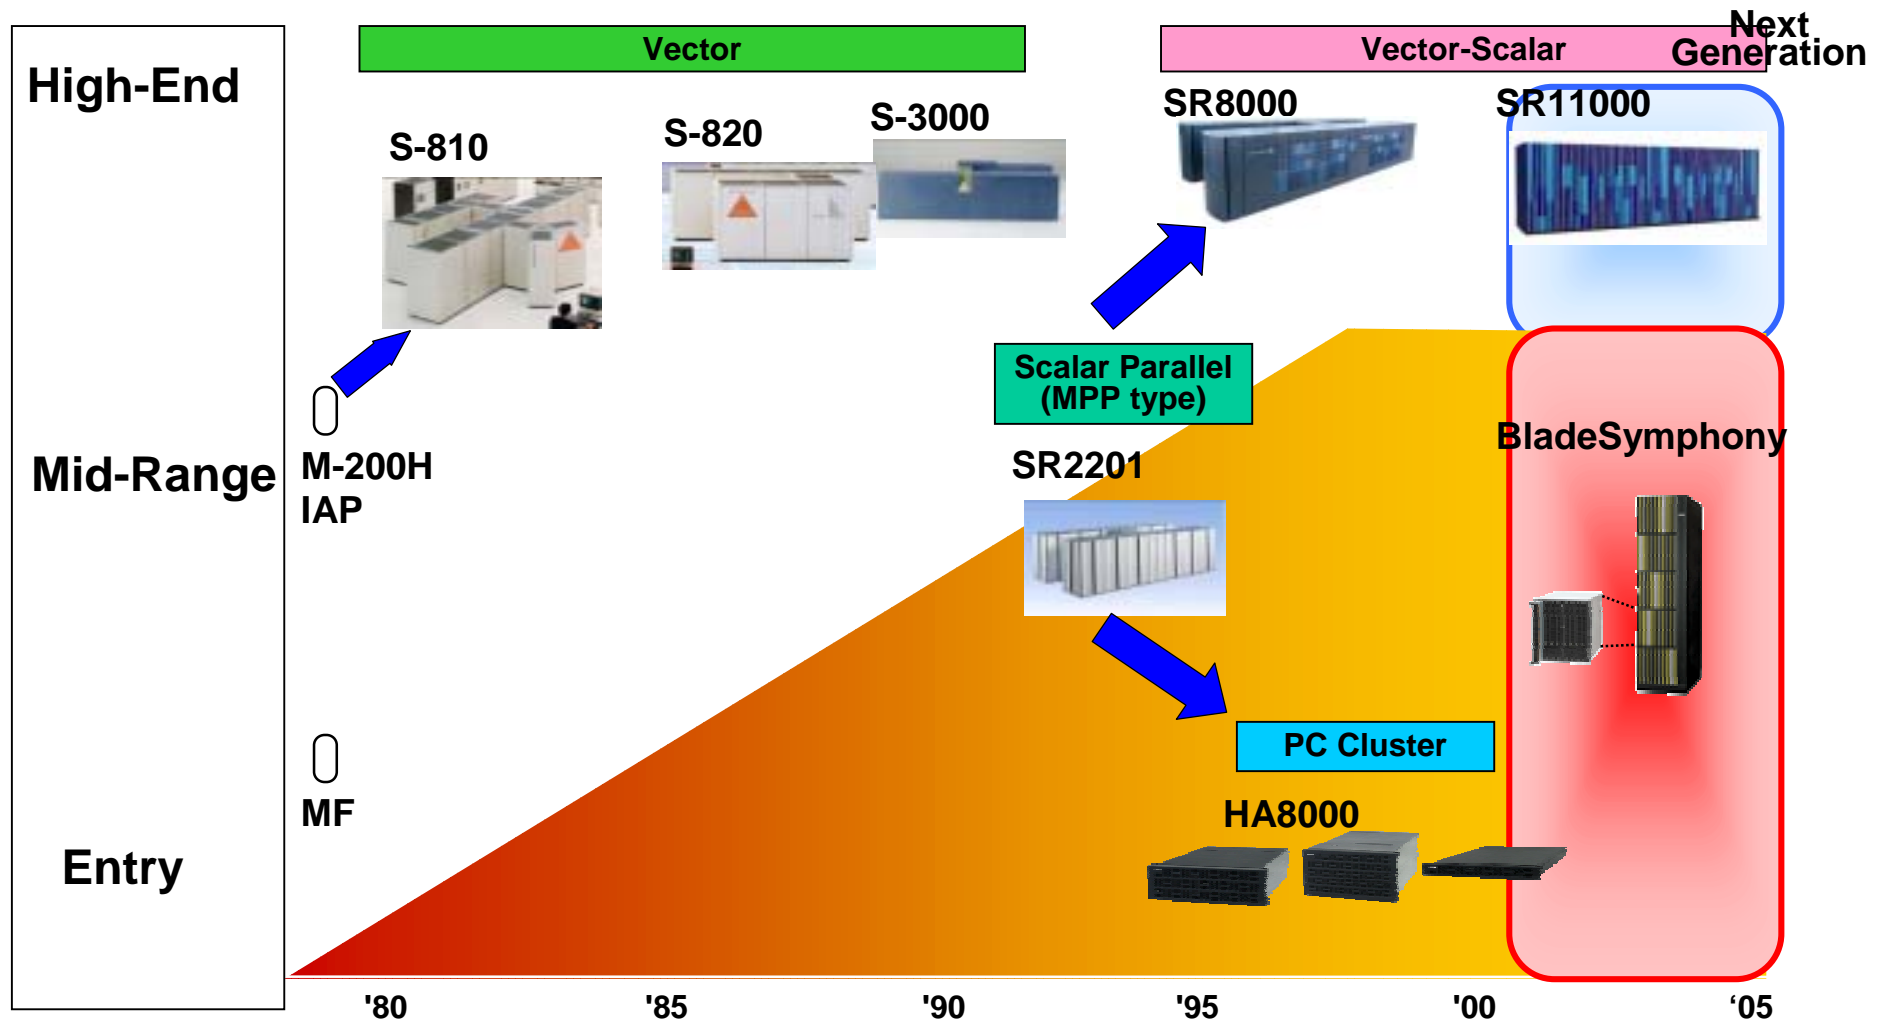 Next
Generation
Vector
Vector-Scalar
High-End
S-810
S-820
S-3000
SR8000
SR11000
Scalar Parallel
(MPP type)
BladeSymphony
Mid-Range
M-200H
IAP
SR2201
PC Cluster
MF
HA8000
Entry
'80
'85
'90
'95
'00
‘05